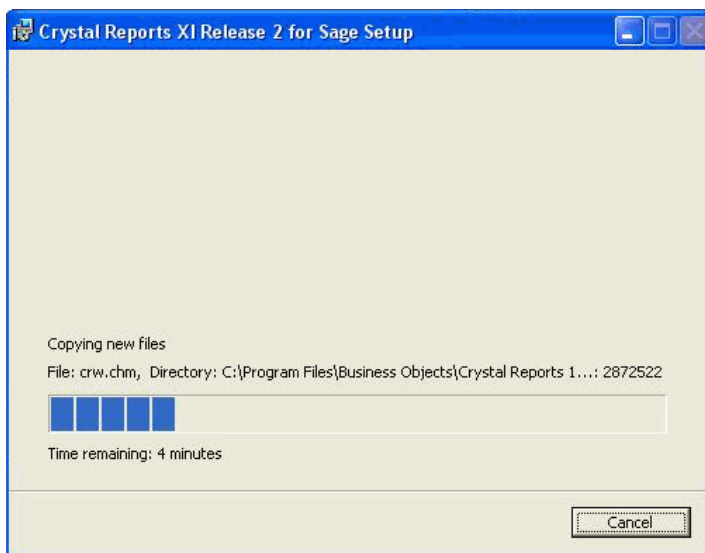 Crystal Reports XI Release 2 for Sage Setup
Copying new files
File: crw.chm, Directory: C:\Program Files\Business Objects\Crystal Reports 1...: 2872522
Time remaining: 4 minutes
Cancel